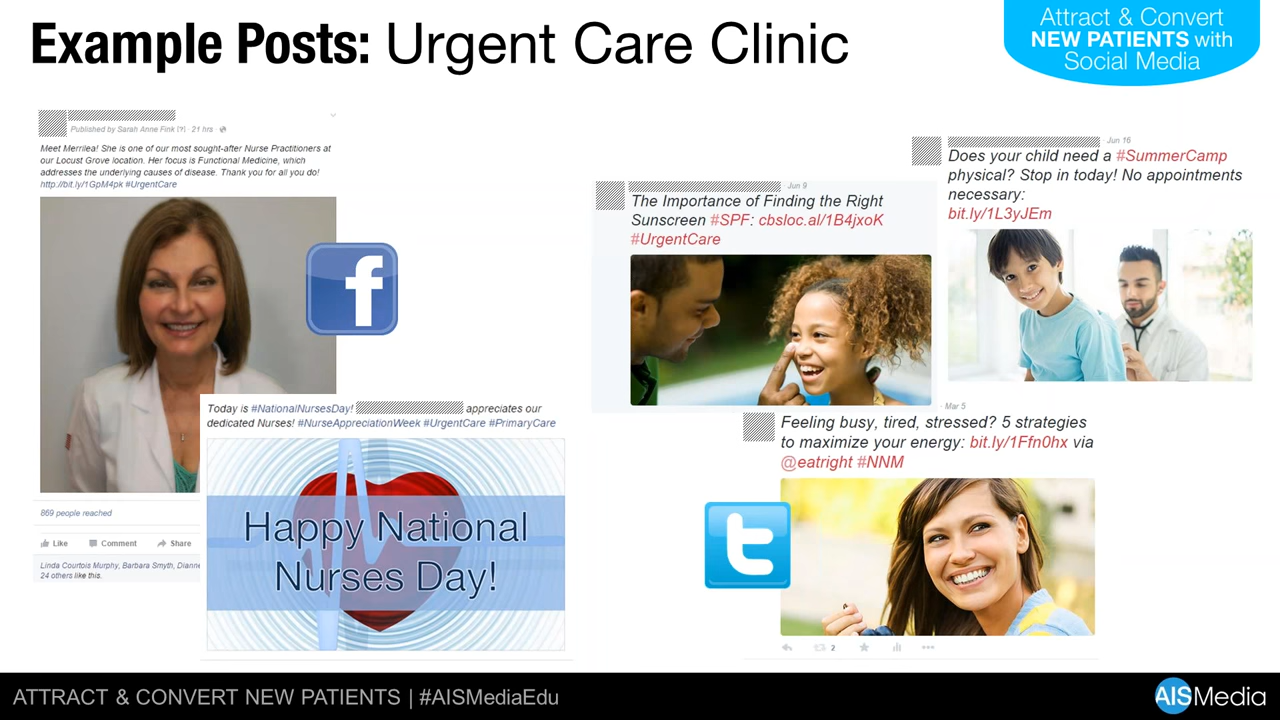 Example Posts: Urgent Care Clinic
Attract & Convert
NEW PATIENTS with
Social Media
Published by Sarah Anne Fink [?] · 21 hrs ·
Meet Merrilea! She is one of our most sought-after Nurse Practitioners at
our Locust Grove location. Her focus is Functional Medicine, which
addresses the underlying causes of disease. Thank you for all you do!
http://bit.ly/1GpM4pk #UrgentCare
869 people reached
Like Comment Share
Linda Courtois Murphy, Barbara Smyth, Dianne
24 others like this.
f
Today is #NationalNursesDay! appreciates our
dedicated Nurses! #NurseAppreciationWeek #UrgentCare #PrimaryCare
Happy National
Nurses Day!
Jun 9
The Importance of Finding the Right
Sunscreen #SPF: cbsloc.al/1B4jxoK
#UrgentCare
Jun 16
Does your child need a #SummerCamp
physical? Stop in today! No appointments
necessary:
bit.ly/1L3yJEm
· Mar 5
Feeling busy, tired, stressed? 5 strategies
to maximize your energy: bit.ly/1Ffn0hx via
@eatright #NNM
t
2
ATTRACT & CONVERT NEW PATIENTS | #AISMediaEdu
AISMedia